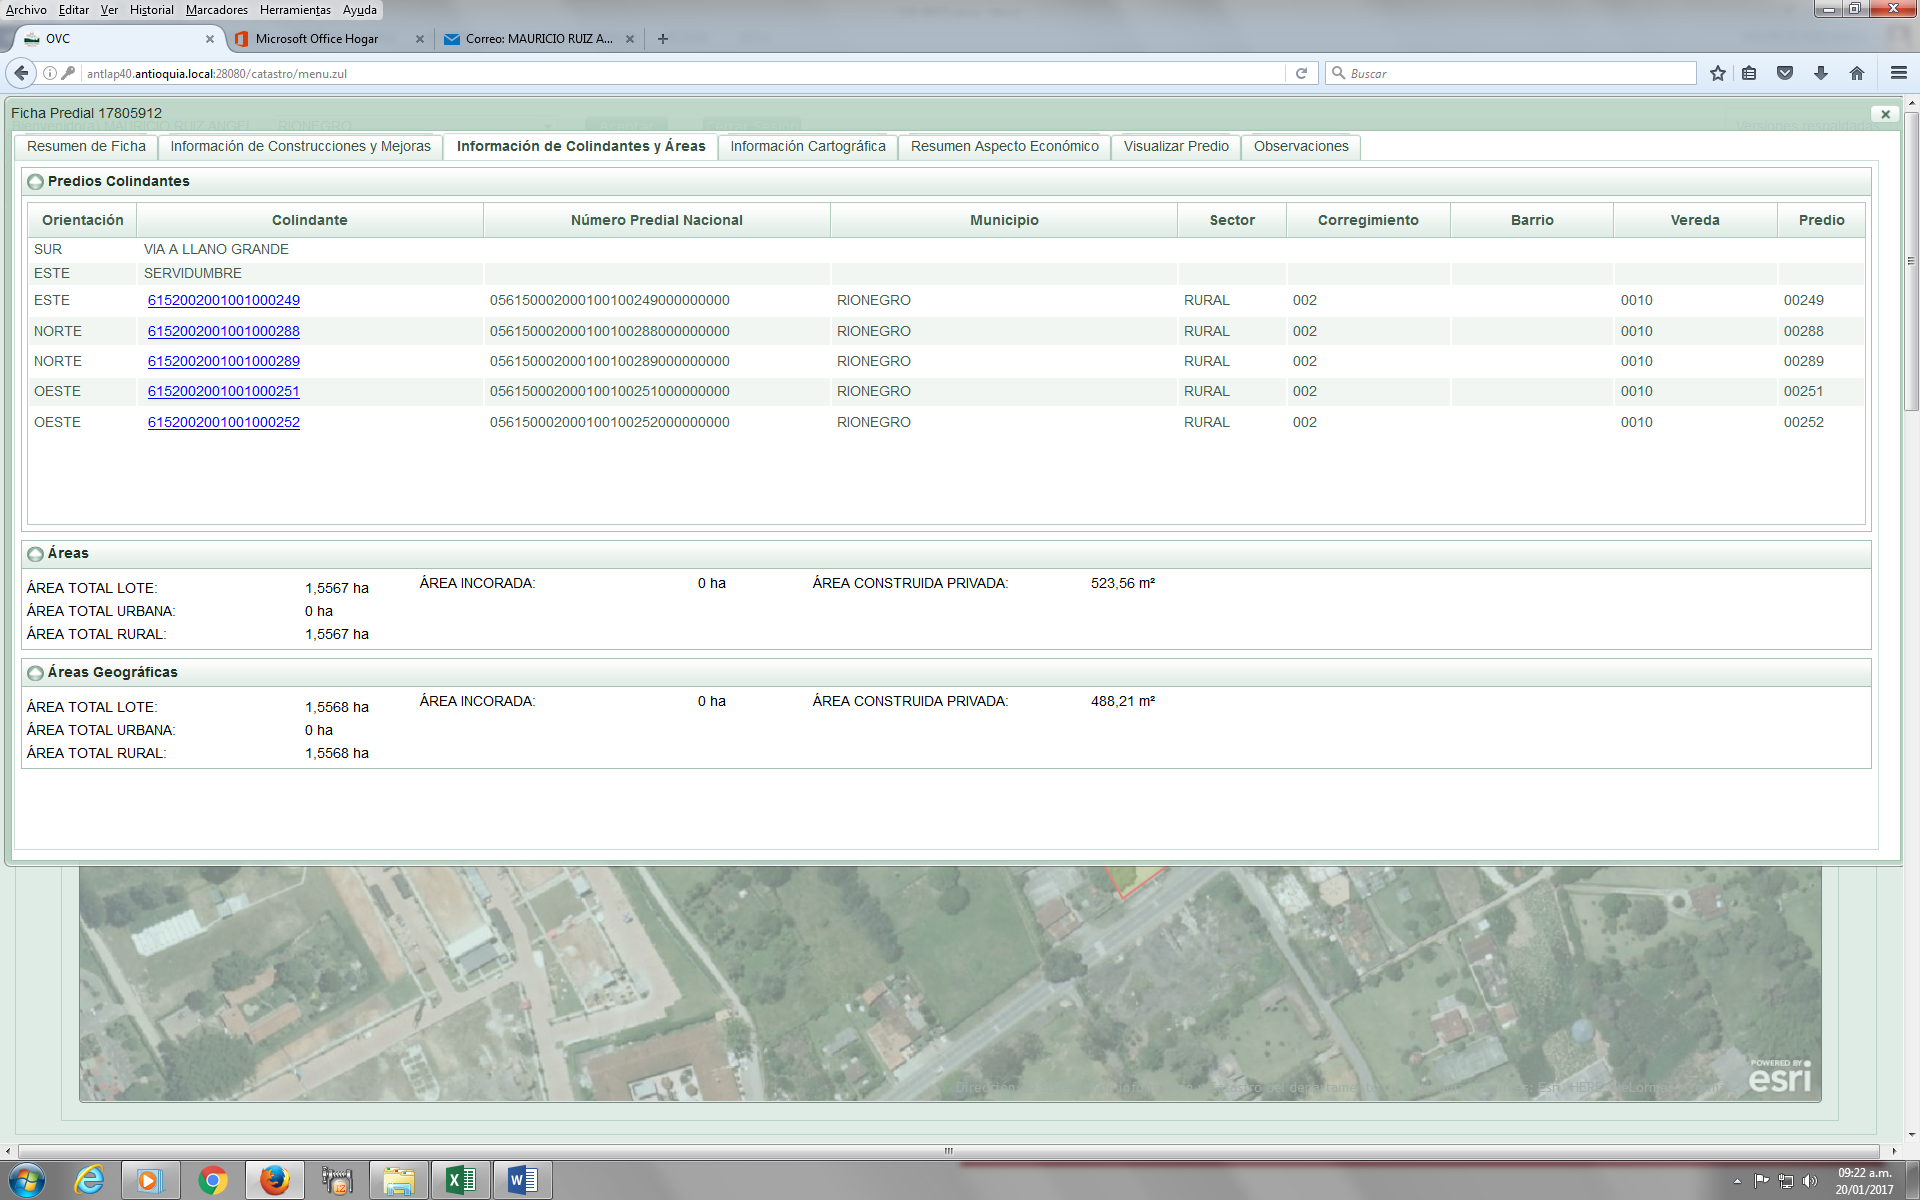 Archivo Editar Ver Historial Marcadores Herramientas Ayuda
OVC Microsoft Office Hogar Correo: MAURICIO RUIZ A...
antlap40.antioquia.local:28080/catastro/menu.zul Buscar
Ficha Predial 17805912
Resumen de Ficha Información de Construcciones y Mejoras Información de Colindantes y Áreas Información Cartográfica Resumen Aspecto Económico Visualizar Predio Observaciones
Predios Colindantes
Orientación Colindante Número Predial Nacional Municipio Sector Corregimiento Barrio Vereda Predio
SUR VIA A LLANO GRANDE
ESTE SERVIDUMBRE
ESTE 6152002001001000249 056150002000100100249000000000 RIONEGRO RURAL 002 0010 00249
NORTE 6152002001001000288 056150002000100100288000000000 RIONEGRO RURAL 002 0010 00288
NORTE 6152002001001000289 056150002000100100289000000000 RIONEGRO RURAL 002 0010 00289
OESTE 6152002001001000251 056150002000100100251000000000 RIONEGRO RURAL 002 0010 00251
OESTE 6152002001001000252 056150002000100100252000000000 RIONEGRO RURAL 002 0010 00252
Áreas
ÁREA TOTAL LOTE: 1,5567 ha ÁREA INCORADA: 0 ha ÁREA CONSTRUIDA PRIVADA: 523,56 m²
ÁREA TOTAL URBANA: 0 ha
ÁREA TOTAL RURAL: 1,5567 ha
Áreas Geográficas
ÁREA TOTAL LOTE: 1,5568 ha ÁREA INCORADA: 0 ha ÁREA CONSTRUIDA PRIVADA: 488,21 m²
ÁREA TOTAL URBANA: 0 ha
ÁREA TOTAL RURAL: 1,5568 ha
POWERED BY
esri
09:22 a.m.
20/01/2017